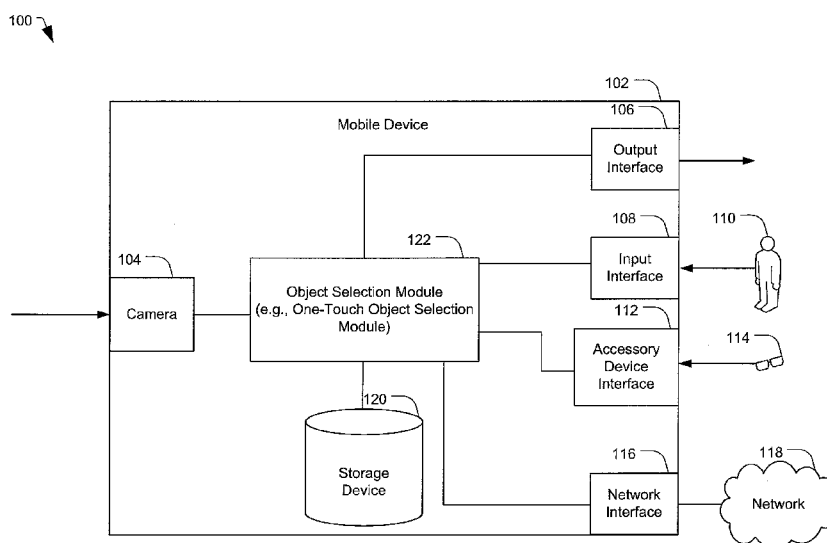 100
102
Mobile Device
106
Output
Interface
108
Input
Interface
110
122
Object Selection Module
(e.g., One-Touch Object Selection
Module)
104
Camera
112
Accessory
Device
Interface
114
120
Storage
Device
116
Network
Interface
118
Network